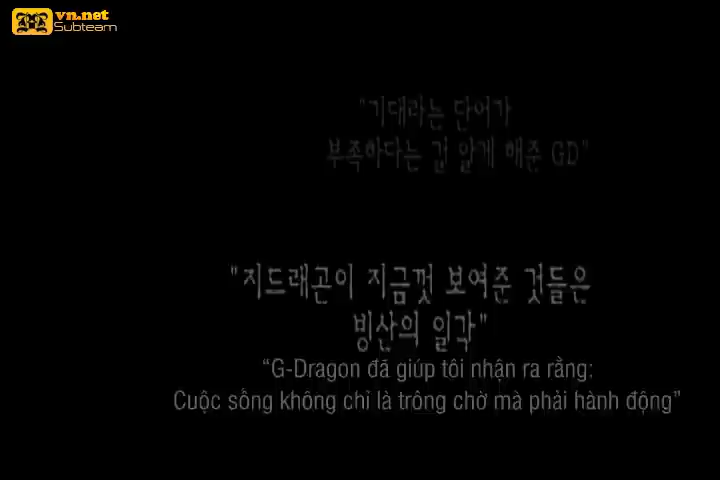 vn.net
Subteam
"기대라는 단어가
부족하다는 걸 알게 해준 GD"
"지드래곤이 지금껏 보여준 것들은
빙산의 일각"
“G-Dragon đã giúp tôi nhận ra rằng:
Cuộc sống không chỉ là trông chờ mà phải hành động”